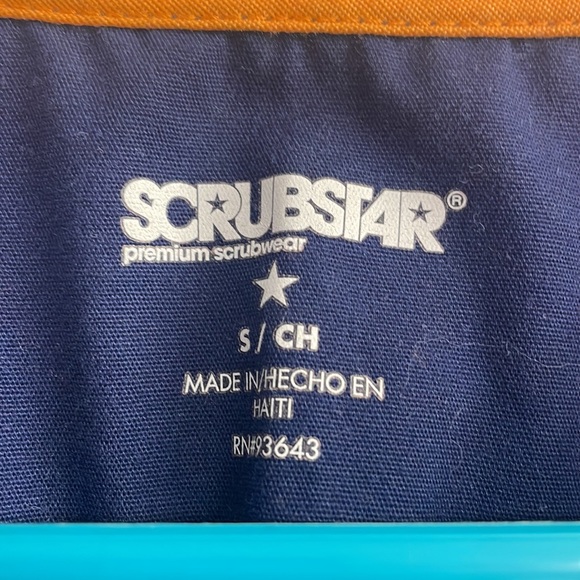 SCRUBSTAR®
premium scrubwear
S / CH
MADE IN/HECHO EN
HAITI
RN#93643